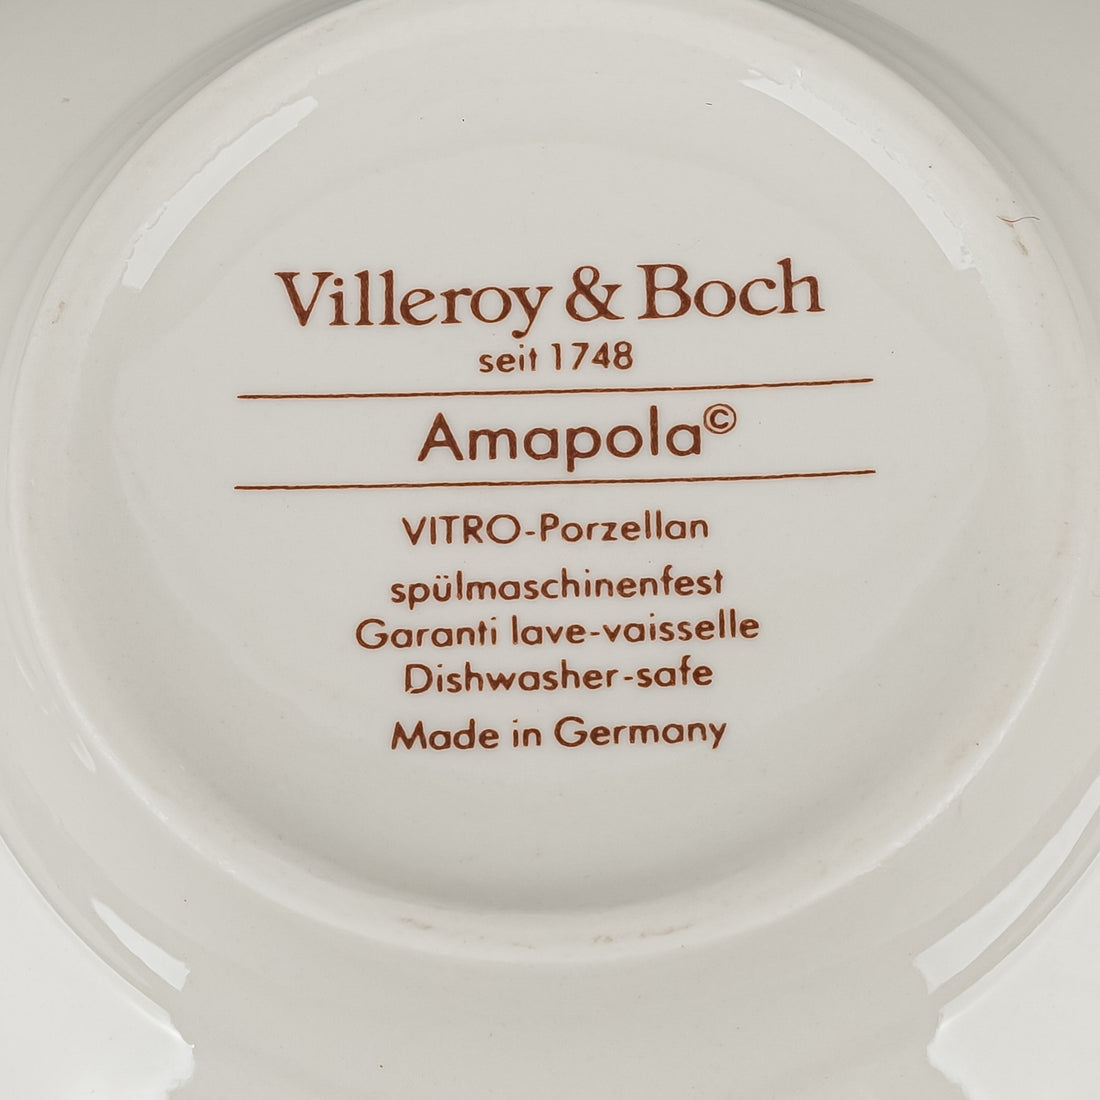 Villeroy & Boch
seit 1748
Amapola©
VITRO-Porzellan
spülmaschinenfest
Garanti lave-vaisselle
Dishwasher-safe
Made in Germany